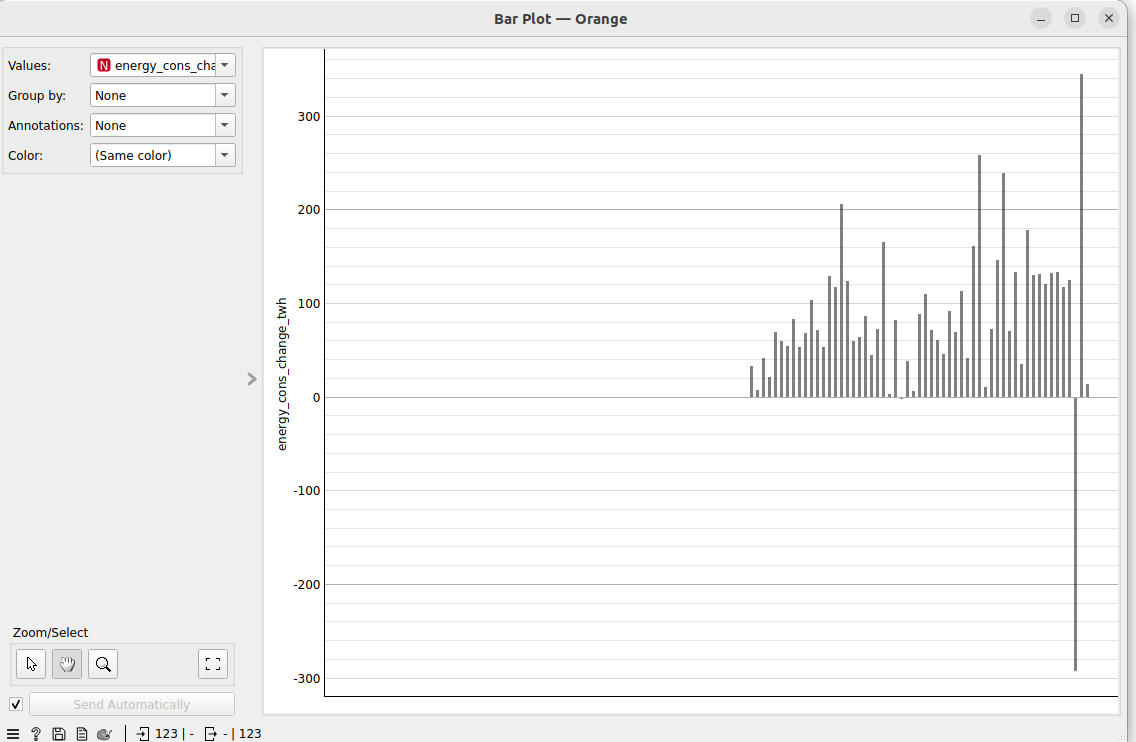 Bar Plot — Orange
Values: N energy_cons_cha
Group by: None
Annotations: None
Color: (Same color)
300
200
100
0
-100
-200
-300
energy_cons_change_twh
Zoom/Select
Send Automatically
? 123 | - - | 123